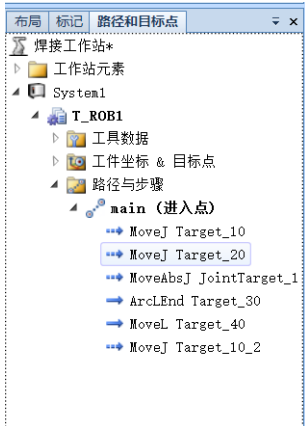 布局 标记 路径和目标点
焊接工作站*
工作站元素
System1
T_ROB1
工具数据
工件坐标 & 目标点
路径与步骤
main (进入点)
MoveJ Target_10
MoveJ Target_20
MoveAbsJ JointTarget_1
ArcLEnd Target_30
MoveL Target_40
MoveJ Target_10_2